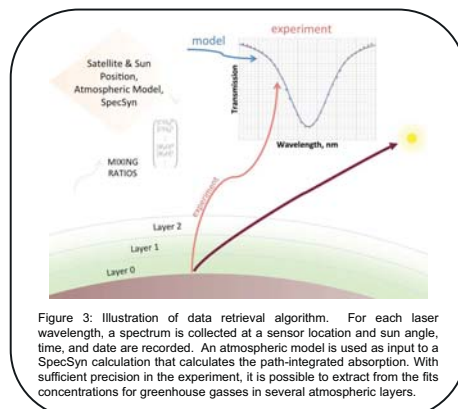 experiment
model
Satellite & Sun
Position,
Atmospheric Model,
SpecSyn
Transmission
Wavelength, nm
MIXING
RATIOS
experiment
Layer 2
Layer 1
Layer 0
Figure 3: Illustration of data retrieval algorithm. For each laser
wavelength, a spectrum is collected at a sensor location and sun angle,
time, and date are recorded. An atmospheric model is used as input to a
SpecSyn calculation that calculates the path-integrated absorption. With
sufficient precision in the experiment, it is possible to extract from the fits
concentrations for greenhouse gasses in several atmospheric layers.